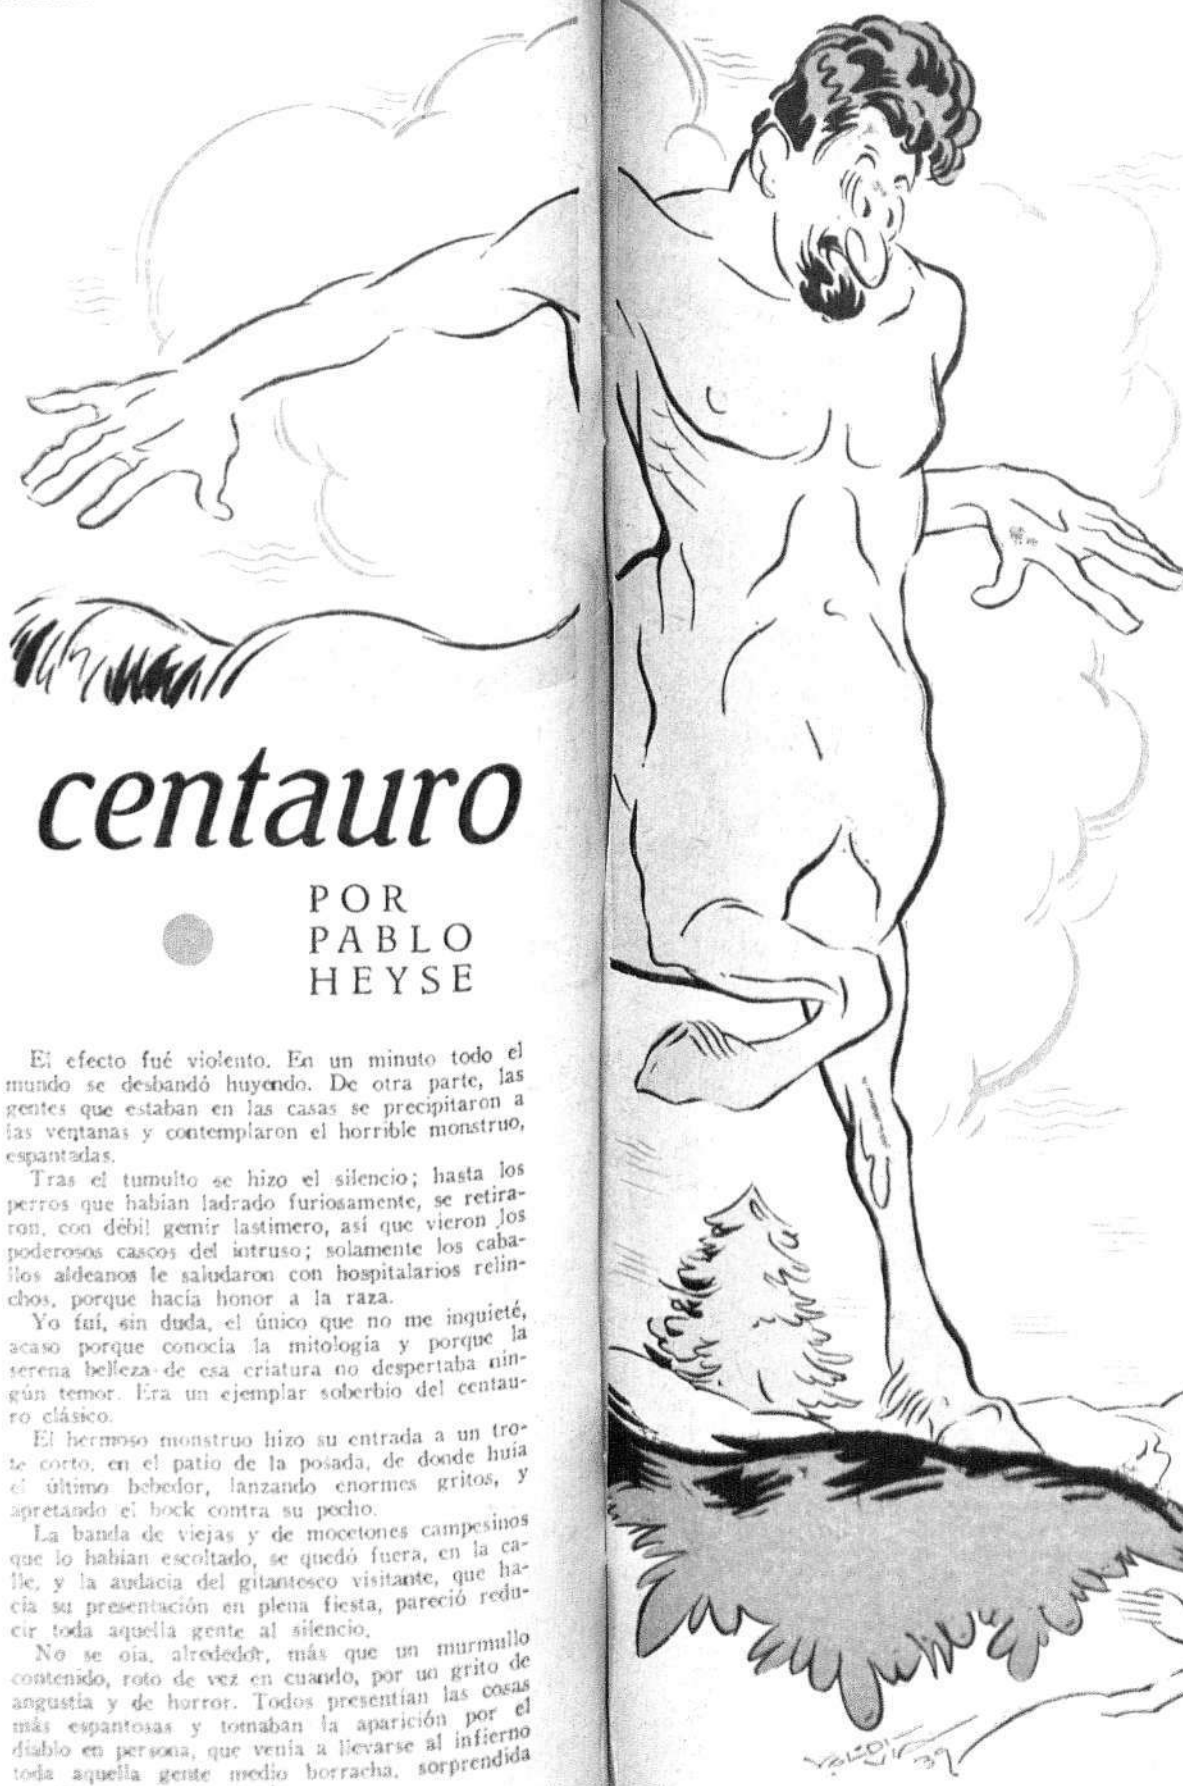 centauro
POR
PABLO
HEYSE
El efecto fué violento. En un minuto todo el
mundo se desbandó huyendo. De otra parte, las
gentes que estaban en las casas se precipitaron a
las ventanas y contemplaron el horrible monstruo,
espantadas.
Tras el tumulto se hizo el silencio; hasta los
perros que habían ladrado furiosamente, se retira-
ron, con débil gemir lastimero, así que vieron los
poderosos cascos del intruso; solamente los caba-
llos aldeanos le saludaron con hospitalarios relin-
chos, porque hacía honor a la raza.
Yo fuí, sin duda, el único que no me inquieté,
acaso porque conocía la mitología y porque la
serena belleza de esa criatura no despertaba nin-
gún temor. Era un ejemplar soberbio del centau-
ro clásico.
El hermoso monstruo hizo su entrada a un tro-
te corto, en el patio de la posada, de donde huía
el último bebedor, lanzando enormes gritos, y
apretando el bock contra su pecho.
La banda de viejas y de mocetones campesinos
que lo habían escoltado, se quedó fuera, en la ca-
lle, y la audacia del gitantesco visitante, que ha-
cía su presentación en plena fiesta, pareció redu-
cir toda aquella gente al silencio.
No se oía, alrededor, más que un murmullo
contenido, roto de vez en cuando, por un grito de
angustia y de horror. Todos presentían las cosas
más espantosas y tomaban la aparición por el
diablo en persona, que venía a llevarse al infierno
toda aquella gente medio borracha, sorprendida
39